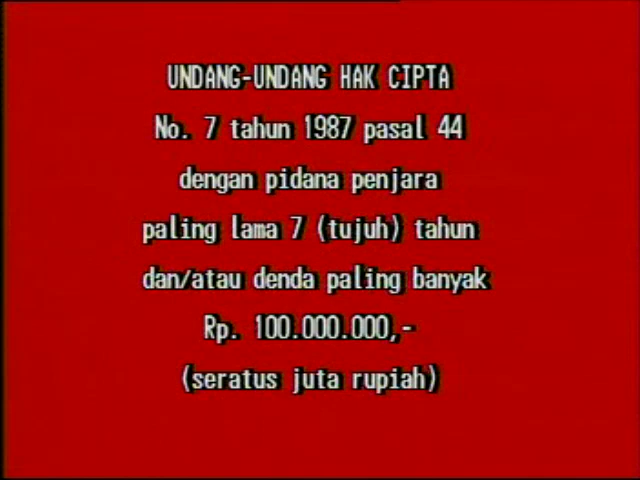 UNDANG-UNDANG HAK CIPTA
No. 7 tahun 1987 pasal 44
dengan pidana penjara
paling lama 7 (tujuh) tahun
dan/atau denda paling banyak
Rp. 100.000.000,-
(seratus juta rupiah)